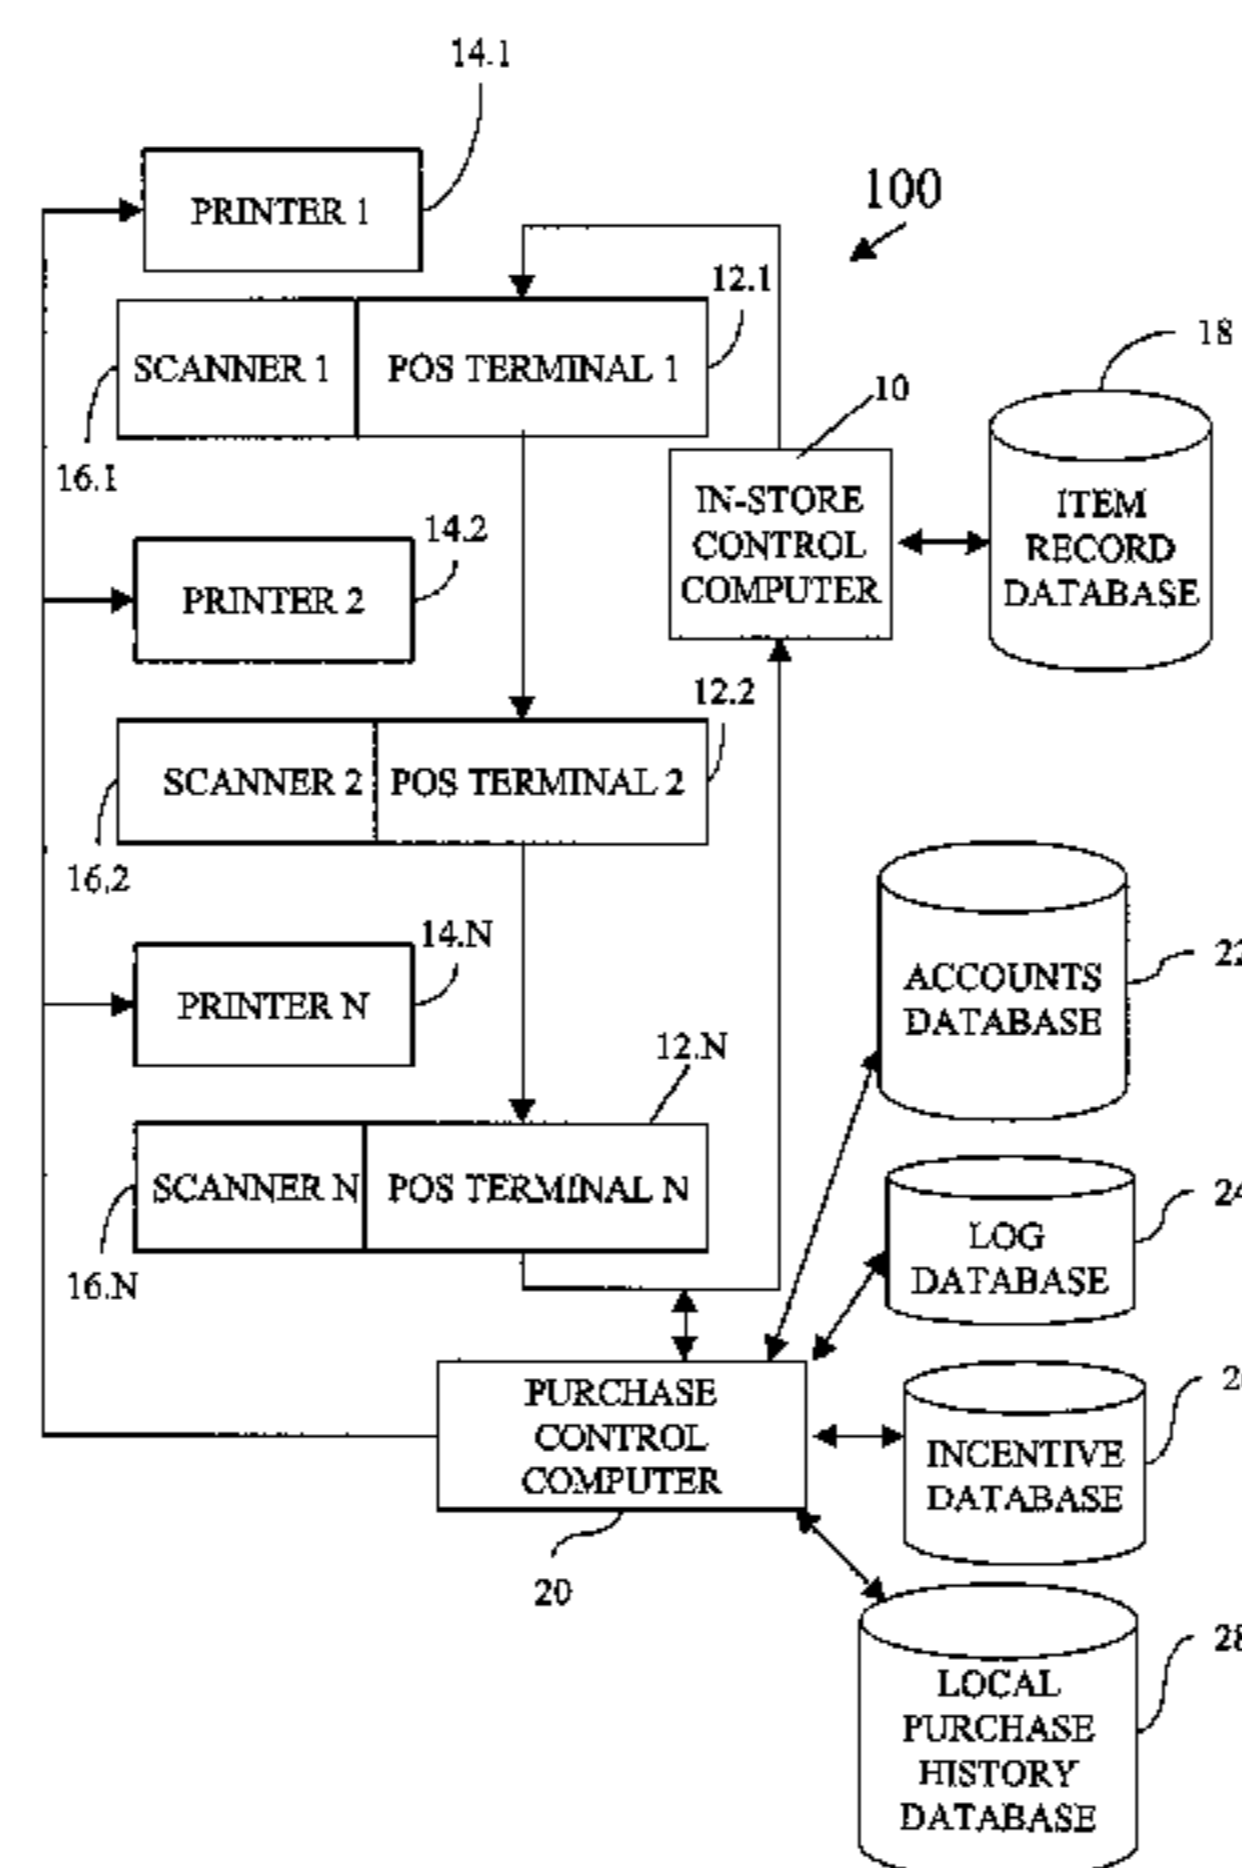 14.1
PRINTER 1
100
12.1
SCANNER 1
POS TERMINAL 1
18
10
16.1
IN-STORE
CONTROL
COMPUTER
ITEM
RECORD
DATABASE
14.2
PRINTER 2
12.2
SCANNER 2
POS TERMINAL 2
16,2
14.N
PRINTER N
ACCOUNTS
DATABASE
22
12.N
SCANNER N
POS TERMINAL N
16.N
LOG
DATABASE
24
PURCHASE
CONTROL
COMPUTER
20
INCENTIVE
DATABASE
LOCAL
PURCHASE
HISTORY
DATABASE
28